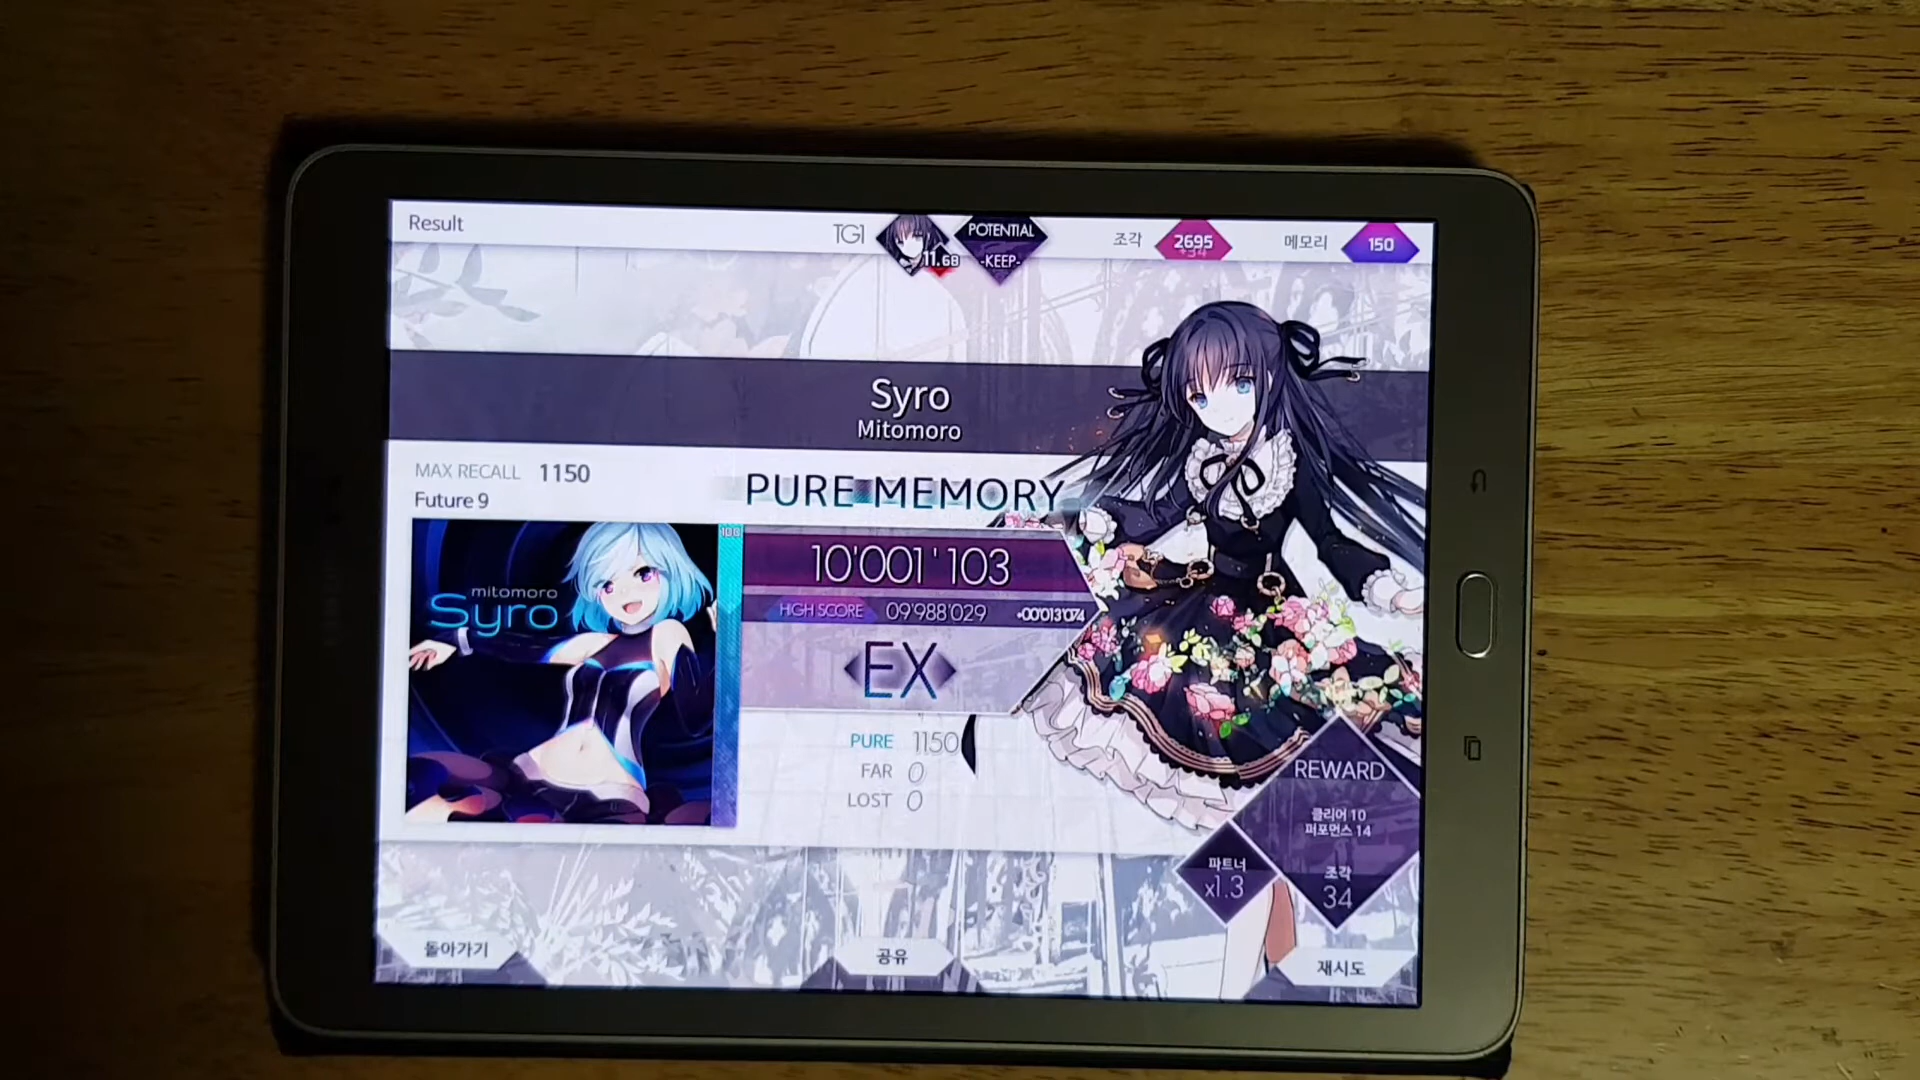 Result
TG1
11.68
POTENTIAL
-KEEP-
조각
2695
+34
메모리
150
Syro
Mitomoro
MAX RECALL 1150
Future 9
PURE MEMORY
100
mitomoro
Syro
10'001'103
HIGH SCORE 09'988'029 +00'013'074
EX
PURE 1150
FAR 0
LOST 0
REWARD
클리어 10
퍼포먼스 14
파트너
x1.3
조각
34
돌아가기
공유
재시도